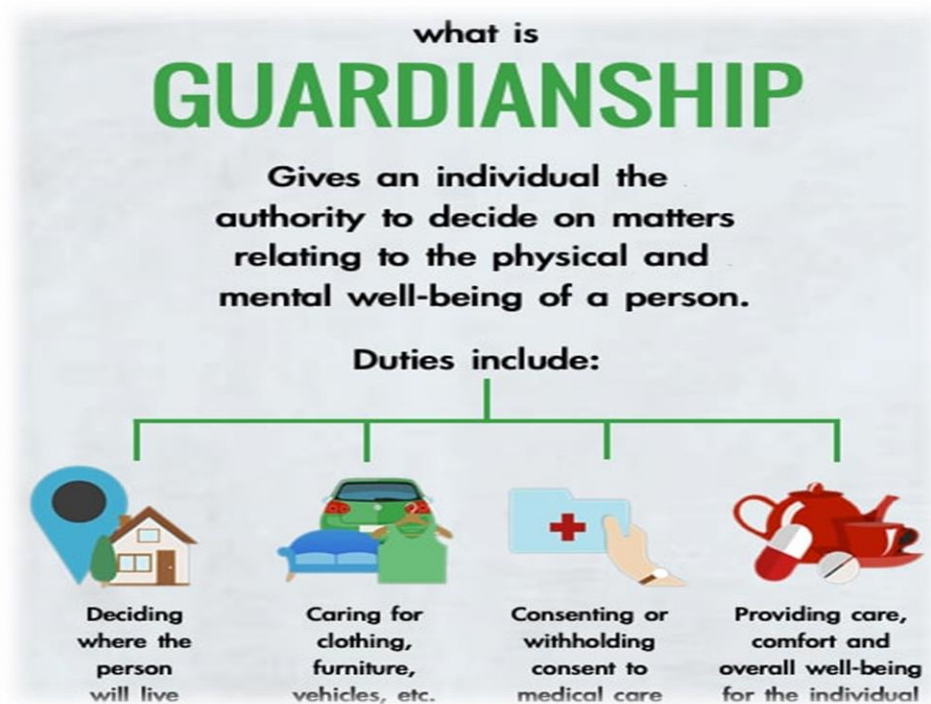 what is
GUARDIANSHIP
Gives an individual the
authority to decide on matters
relating to the physical and
mental well-being of a person.
Duties include:
Deciding
where the
person
will live
Caring for
clothing,
furniture,
vehicles, etc.
Consenting or
withholding
consent to
medical care
Providing care,
comfort and
overall well-being
for the individual